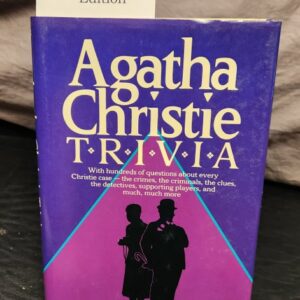 Edition
Agatha
Christie
T·R·I·V·I·A
With hundreds of questions about every
Christie case—the crimes, the criminals, the clues,
the detectives, supporting players, and
much, much more